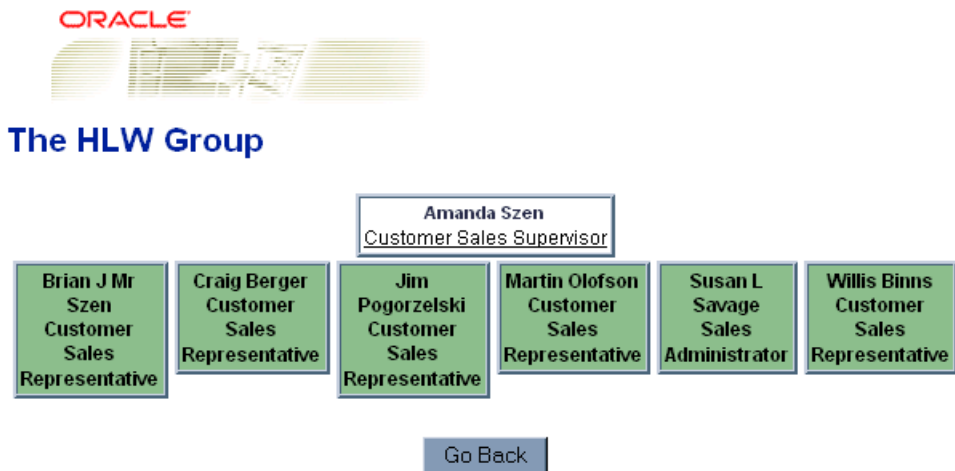 ORACLE
The HLW Group
Amanda Szen
Customer Sales Supervisor
Brian J Mr
Szen
Customer
Sales
Representative
Craig Berger
Customer
Sales
Representative
Jim
Pogorzelski
Customer
Sales
Representative
Martin Olofson
Customer
Sales
Representative
Susan L
Savage
Sales
Administrator
Willis Binns
Customer
Sales
Representative
Go Back